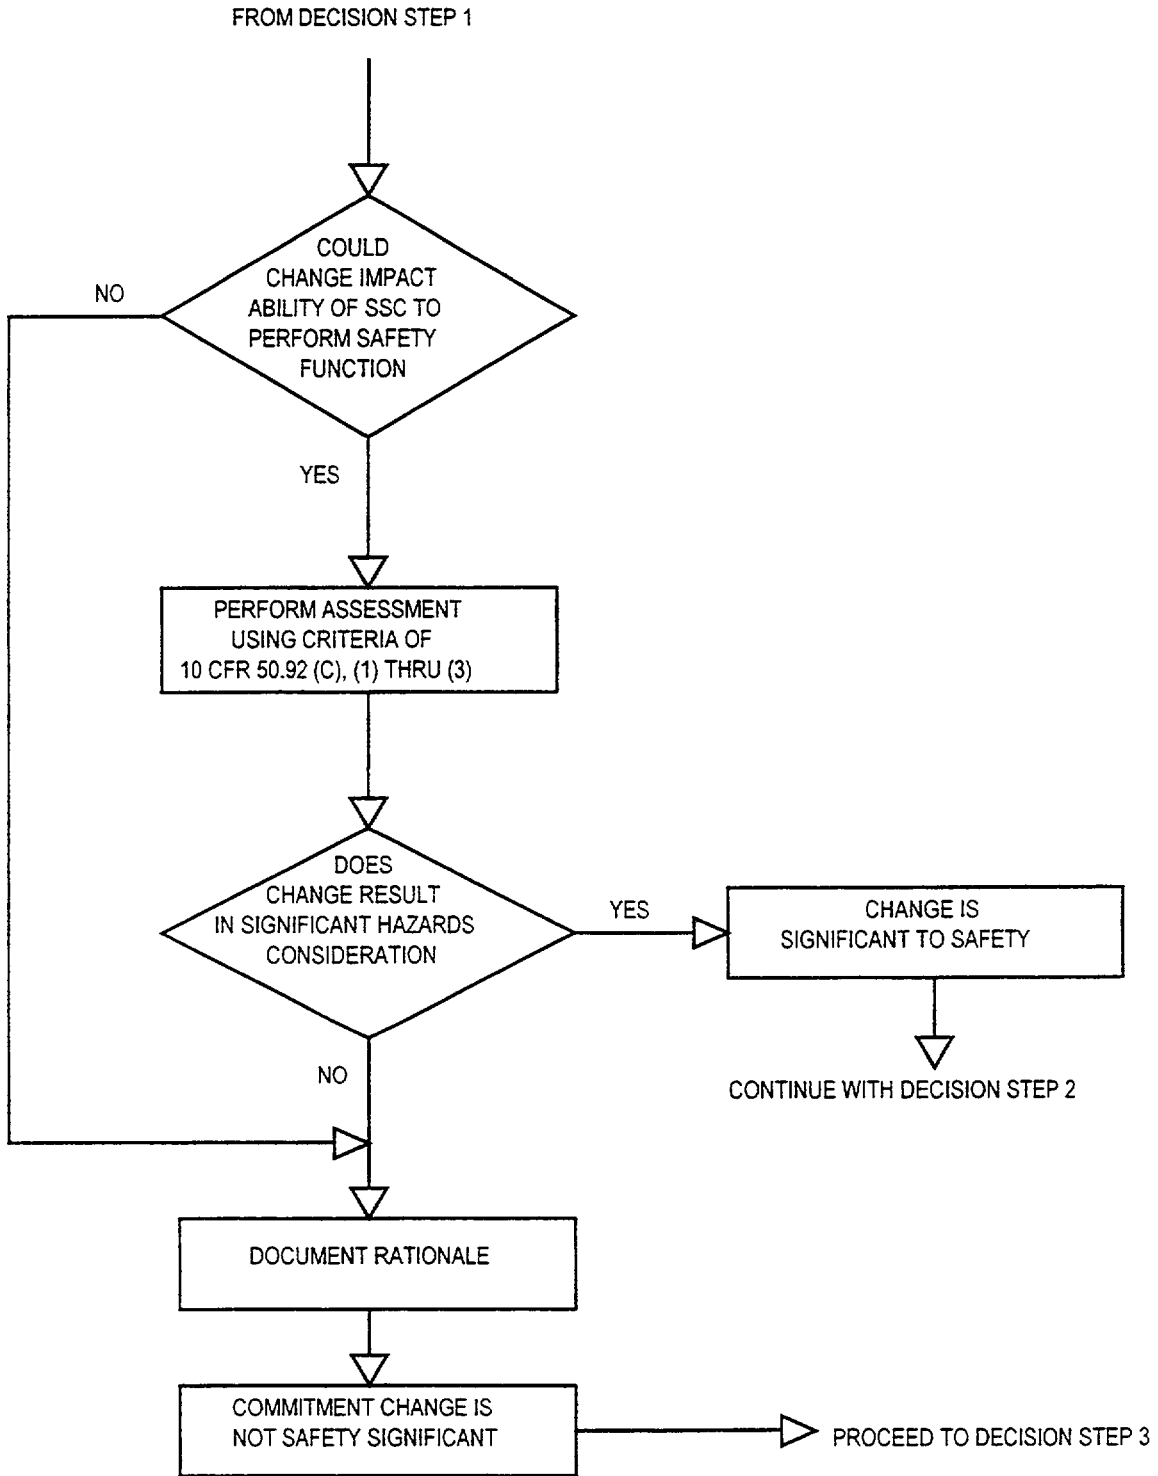 FROM DECISION STEP 1
COULD
CHANGE IMPACT
ABILITY OF SSC TO
PERFORM SAFETY
FUNCTION
NO
YES
PERFORM ASSESSMENT
USING CRITERIA OF
10 CFR 50.92 (C), (1) THRU (3)
DOES
CHANGE RESULT
IN SIGNIFICANT HAZARDS
CONSIDERATION
YES
CHANGE IS
SIGNIFICANT TO SAFETY
CONTINUE WITH DECISION STEP 2
NO
DOCUMENT RATIONALE
COMMITMENT CHANGE IS
NOT SAFETY SIGNIFICANT
PROCEED TO DECISION STEP 3